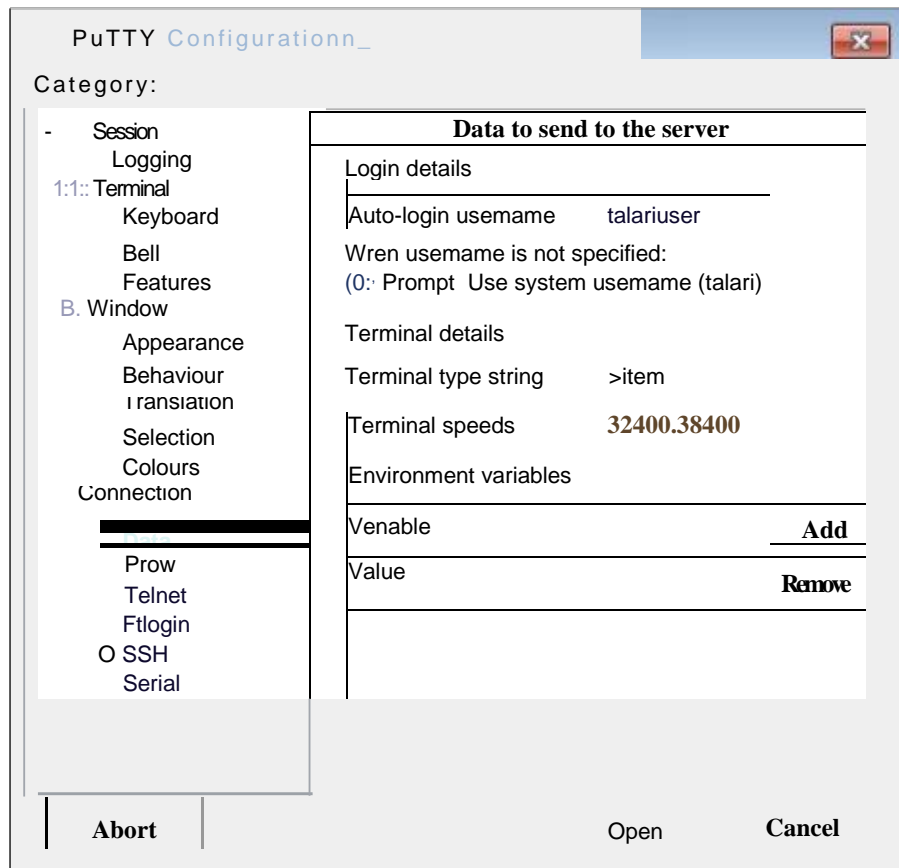 PuTTY Configurationn_
Category:
- Session
Logging
1:1:: Terminal
Keyboard
Bell
Features
B. Window
Appearance
Behaviour
Translation
Selection
Colours
Connection
Data
Prow
Telnet
Ftlogin
O SSH
Serial
Data to send to the server
Login details
Auto-login usemame talariuser
Wren usemame is not specified:
(0:· Prompt Use system usemame (talari)
Terminal details
Terminal type string >item
Terminal speeds 32400.38400
Environment variables
Venable Add
Value Remove
Abort Open Cancel